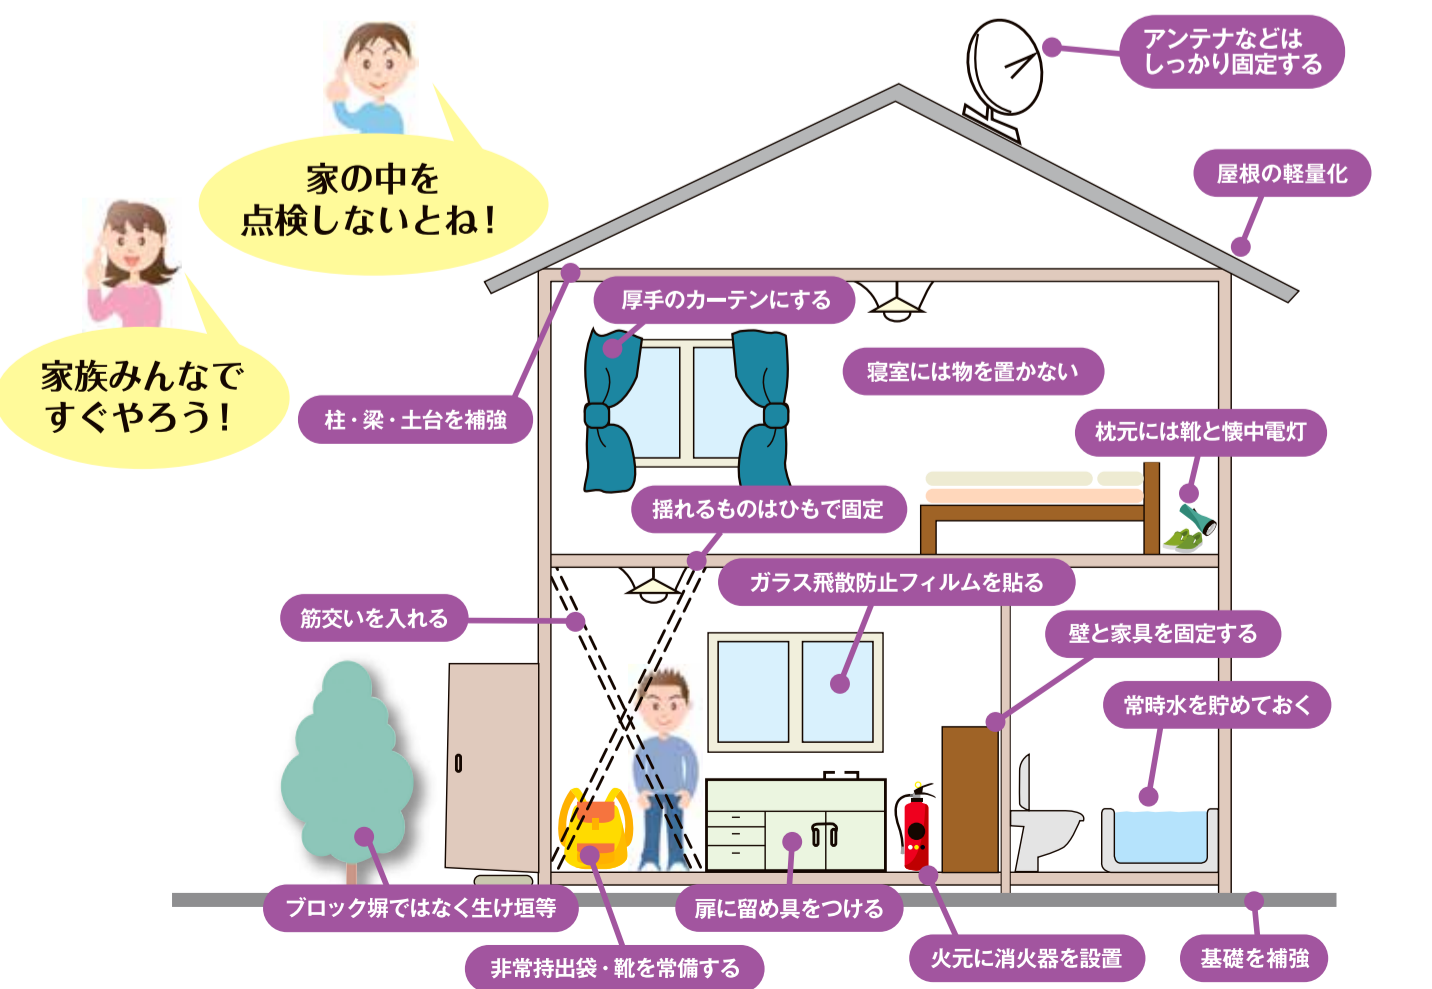 アンテナなどは
しっかり固定する
家の中を
点検しないとね！
屋根の軽量化
厚手のカーテンにする
家族みんなで
すぐやろう！
寝室には物を置かない
柱・梁・土台を補強
枕元には靴と懐中電灯
揺れるものはひもで固定
ガラス飛散防止フィルムを貼る
筋交いを入れる
壁と家具を固定する
常時水を貯めておく
ブロック塀ではなく生け垣等
扉に留め具をつける
非常持出袋・靴を常備する
火元に消火器を設置
基礎を補強